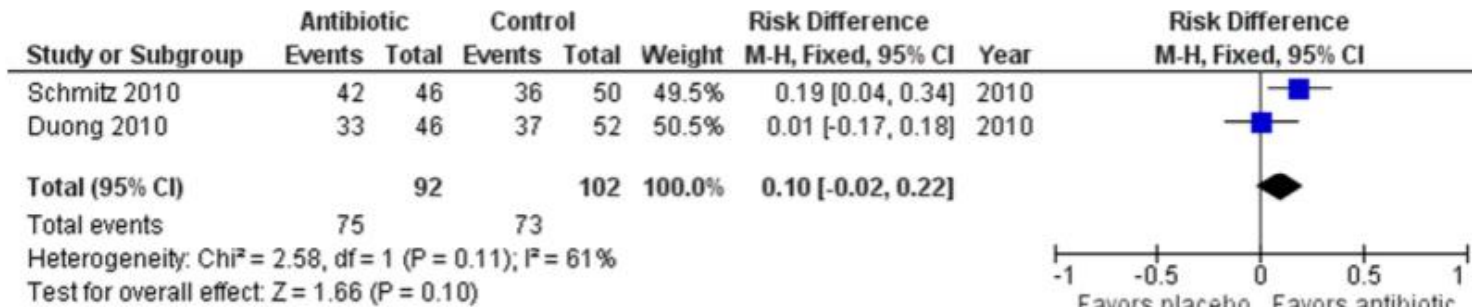 Antibiotic Control Risk Difference Risk Difference
Study or Subgroup Events Total Events Total Weight M-H, Fixed, 95% CI Year M-H, Fixed, 95% CI
Schmitz 2010 42 46 36 50 49.5% 0.19 [0.04, 0.34] 2010
Duong 2010 33 46 37 52 50.5% 0.01 [-0.17, 0.18] 2010
Total (95% CI) 92 102 100.0% 0.10 [-0.02, 0.22]
Total events 75 73
Heterogeneity: Chi² = 2.58, df = 1 (P = 0.11); I² = 61%
Test for overall effect: Z = 1.66 (P = 0.10)
-1 -0.5 0 0.5 1
Favors placebo Favors antibiotic